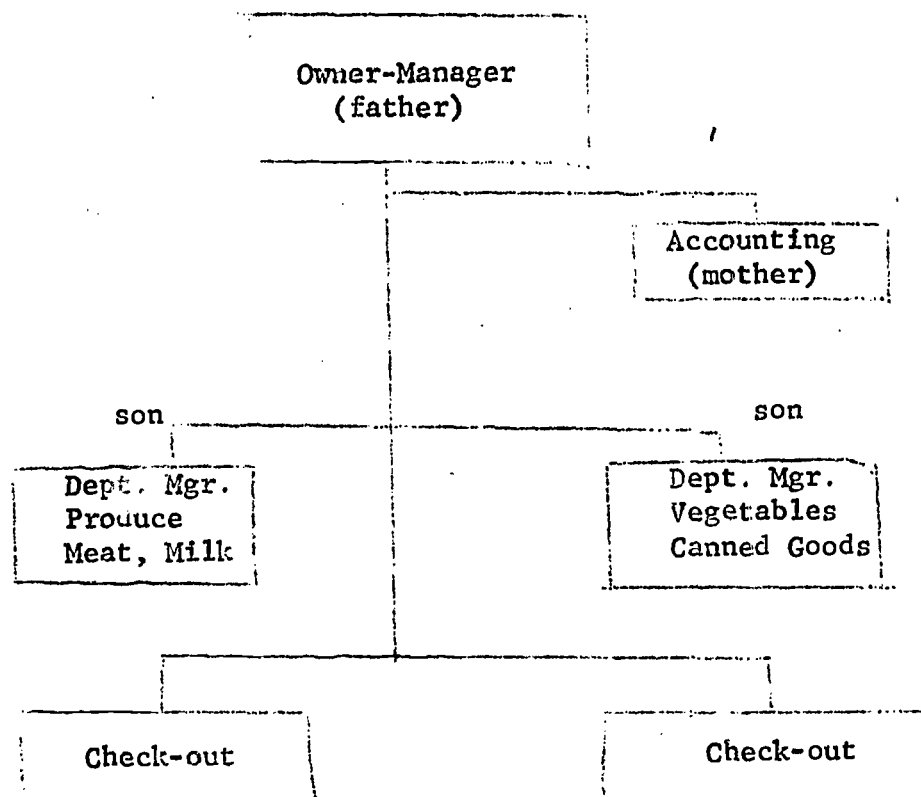 Owner-Manager
(father)
Accounting
(mother)
son
son
Dept. Mgr.
Produce
Meat, Milk
Dept. Mgr.
Vegetables
Canned Goods
Check-out
Check-out